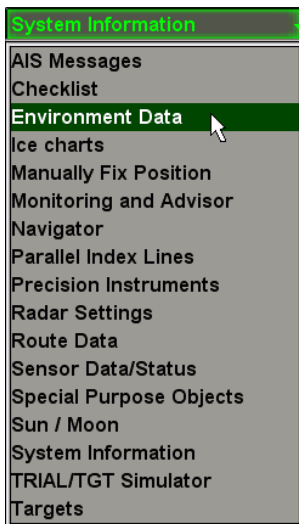 System Information
AIS Messages
Checklist
Environment Data
Ice charts
Manually Fix Position
Monitoring and Advisor
Navigator
Parallel Index Lines
Precision Instruments
Radar Settings
Route Data
Sensor Data/Status
Special Purpose Objects
Sun / Moon
System Information
TRIAL/TGT Simulator
Targets